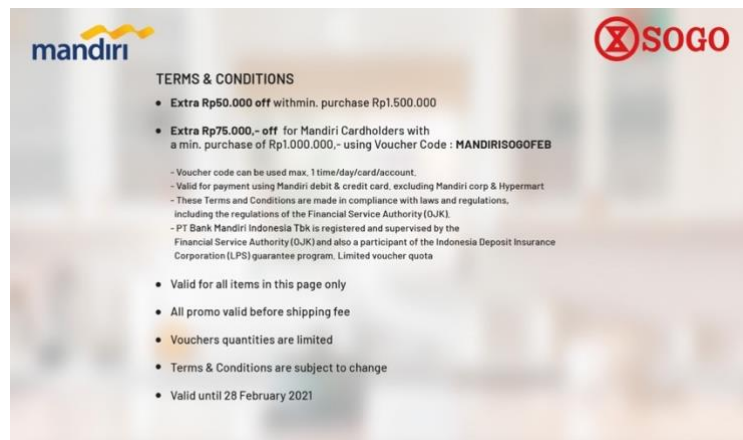 mandiri
SOGO
TERMS & CONDITIONS
• Extra Rp50.000 off withmin. purchase Rp1.500.000
• Extra Rp75.000,- off for Mandiri Cardholders with
a min. purchase of Rp1.000.000,- using Voucher Code : MANDIRISOGOFEB
- Voucher code can be used max. 1 time/day/card/account.
- Valid for payment using Mandiri debit & credit card, excluding Mandiri corp & Hypermart
- These Terms and Conditions are made in compliance with laws and regulations,
including the regulations of the Financial Service Authority (OJK).
- PT Bank Mandiri Indonesia Tbk is registered and supervised by the
Financial Service Authority (OJK) and also a participant of the Indonesia Deposit Insurance
Corporation (LPS) guarantee program. Limited voucher quota
• Valid for all items in this page only
• All promo valid before shipping fee
• Vouchers quantities are limited
• Terms & Conditions are subject to change
• Valid until 28 February 2021